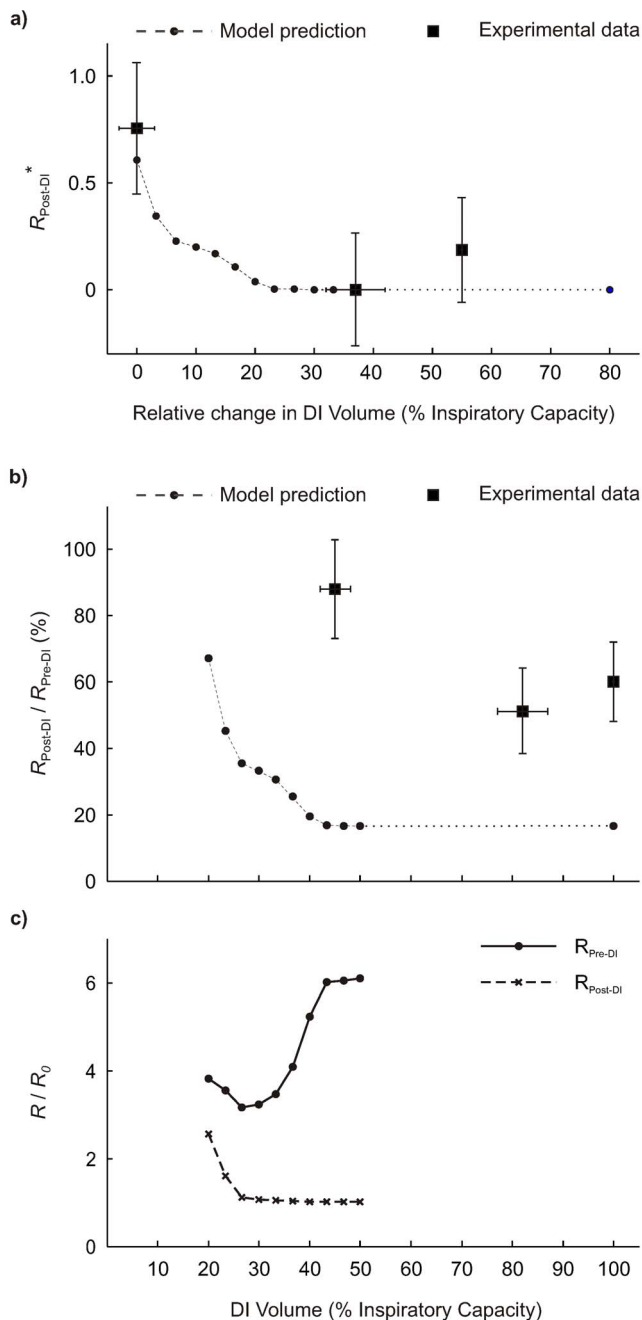 a)
Model prediction Experimental data
1.0
0.5
0
R*Post-DI
0 10 20 30 40 50 60 70 80
Relative change in DI Volume (% Inspiratory Capacity)
b)
Model prediction Experimental data
100
80
60
40
20
0
RPost-DI / RPre-DI (%)
c)
RPre-DI
RPost-DI
6
4
2
0
R / R0
10 20 30 40 50 60 70 80 90 100
DI Volume (% Inspiratory Capacity)